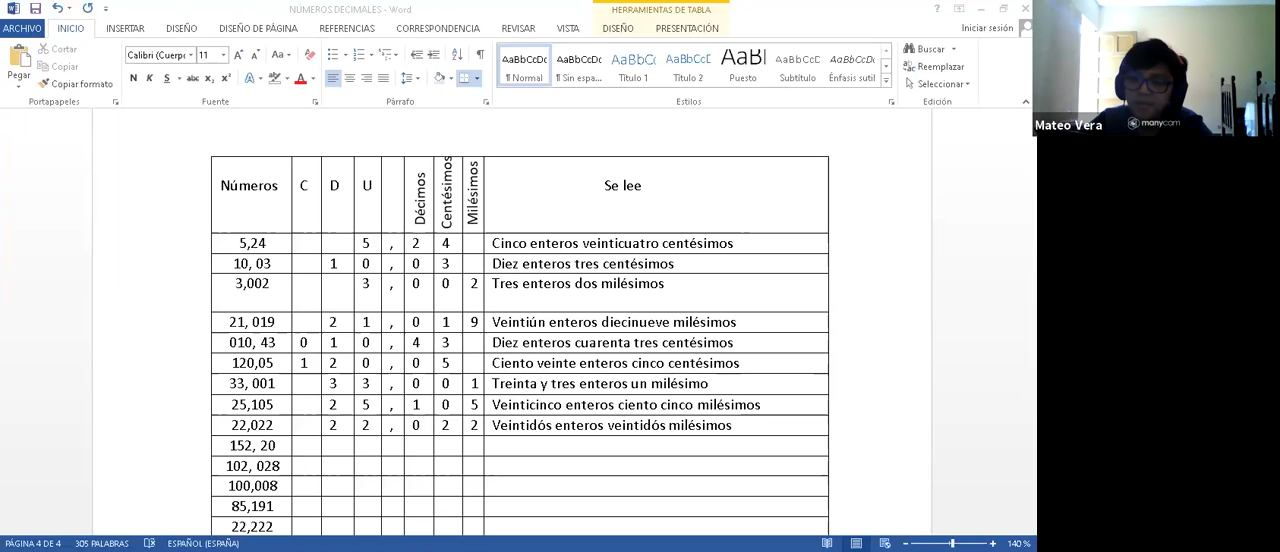 NÚMEROS DECIMALES - Word
HERRAMIENTAS DE TABLA
ARCHIVO INICIO INSERTAR DISEÑO DISEÑO DE PÁGINA REFERENCIAS CORRESPONDENCIA REVISAR VISTA DISEÑO PRESENTACIÓN Iniciar sesión
Pegar
Cortar
Copiar
Copiar formato
Portapapeles
Calibri (Cuerp 11
N K S abc x₂ x²
Fuente
Párrafo
AaBbCcDc AaBbCcDc AaBbCc AaBbCcC AaBl AaBbCcC AaBbCcDc
¶ Normal ¶ Sin espa... Título 1 Título 2 Puesto Subtítulo Énfasis sutil
Estilos
Buscar
Reemplazar
Seleccionar
Edición
Mateo Vera manycam
Números C D U Décimos Centésimos Milésimos Se lee
5,24 5 , 2 4 Cinco enteros veinticuatro centésimos
10, 03 1 0 , 0 3 Diez enteros tres centésimos
3,002 3 , 0 0 2 Tres enteros dos milésimos
21, 019 2 1 , 0 1 9 Veintiún enteros diecinueve milésimos
010, 43 0 1 0 , 4 3 Diez enteros cuarenta tres centésimos
120,05 1 2 0 , 0 5 Ciento veinte enteros cinco centésimos
33, 001 3 3 , 0 0 1 Treinta y tres enteros un milésimo
25,105 2 5 , 1 0 5 Veinticinco enteros ciento cinco milésimos
22,022 2 2 , 0 2 2 Veintidós enteros veintidós milésimos
152, 20
102, 028
100,008
85,191
22,222
PÁGINA 4 DE 4 305 PALABRAS ESPAÑOL (ESPAÑA) 140 %